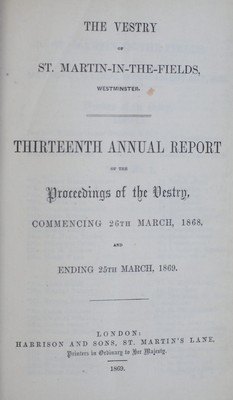 THE VESTRY
OF
ST. MARTIN-IN-THE-FIELDS,
WESTMINSTER.
THIRTEENTH ANNUAL REPORT
OF THE
Proceedings of the Vestry,
COMMENCING 26TH MARCH, 1868,
AND
ENDING 25TH MARCH, 1869.
LONDON:
HARRISON AND SONS, ST. MARTIN'S LANE,
Printers in Ordinary to Her Majesty.
1869.